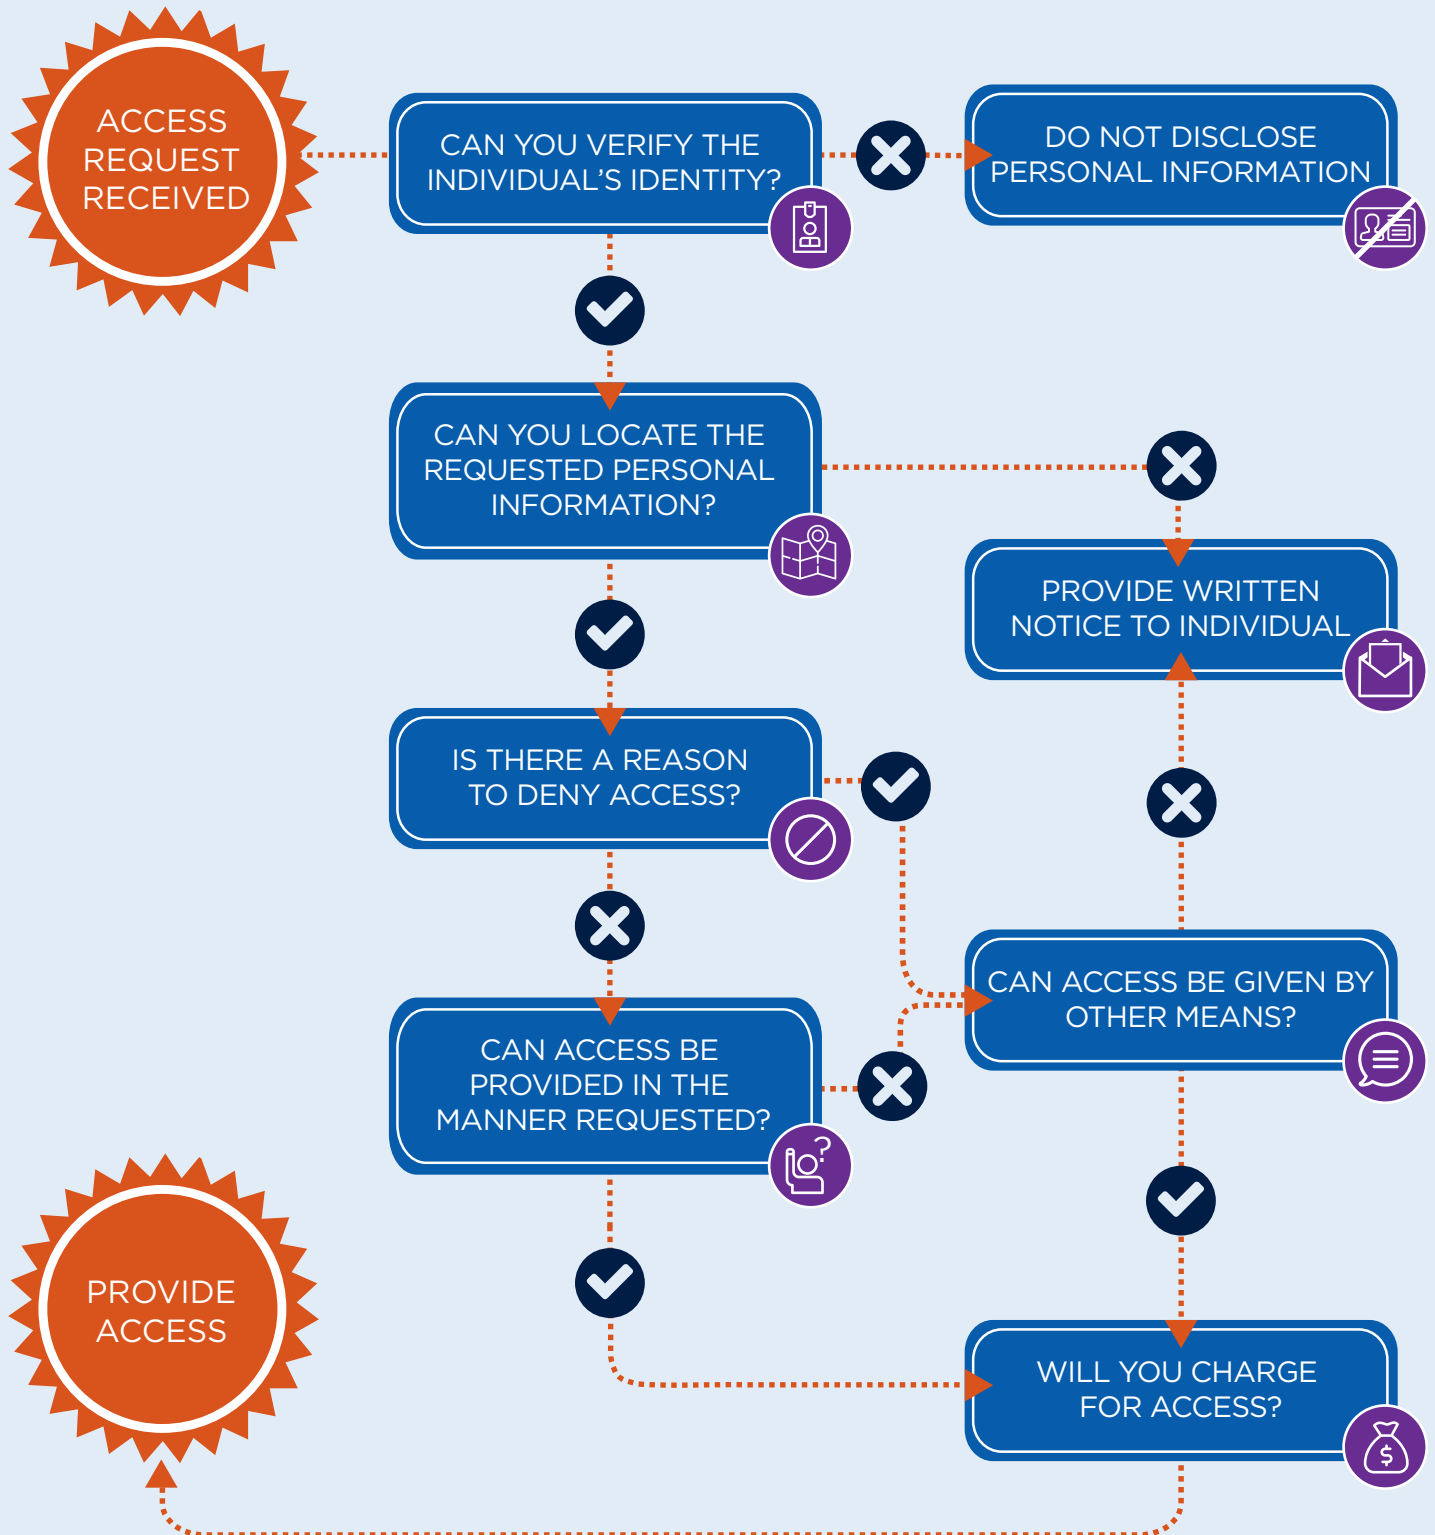 ACCESS
REQUEST
RECEIVED
CAN YOU VERIFY THE
INDIVIDUAL’S IDENTITY?
DO NOT DISCLOSE
PERSONAL INFORMATION
CAN YOU LOCATE THE
REQUESTED PERSONAL
INFORMATION?
PROVIDE WRITTEN
NOTICE TO INDIVIDUAL
IS THERE A REASON
TO DENY ACCESS?
CAN ACCESS BE GIVEN BY
OTHER MEANS?
CAN ACCESS BE
PROVIDED IN THE
MANNER REQUESTED?
?
PROVIDE
ACCESS
WILL YOU CHARGE
FOR ACCESS?
$